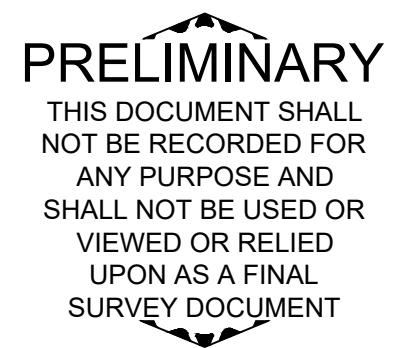 PRELIMINARY
THIS DOCUMENT SHALL
NOT BE RECORDED FOR
ANY PURPOSE AND
SHALL NOT BE USED OR
VIEWED OR RELIED
UPON AS A FINAL
SURVEY DOCUMENT